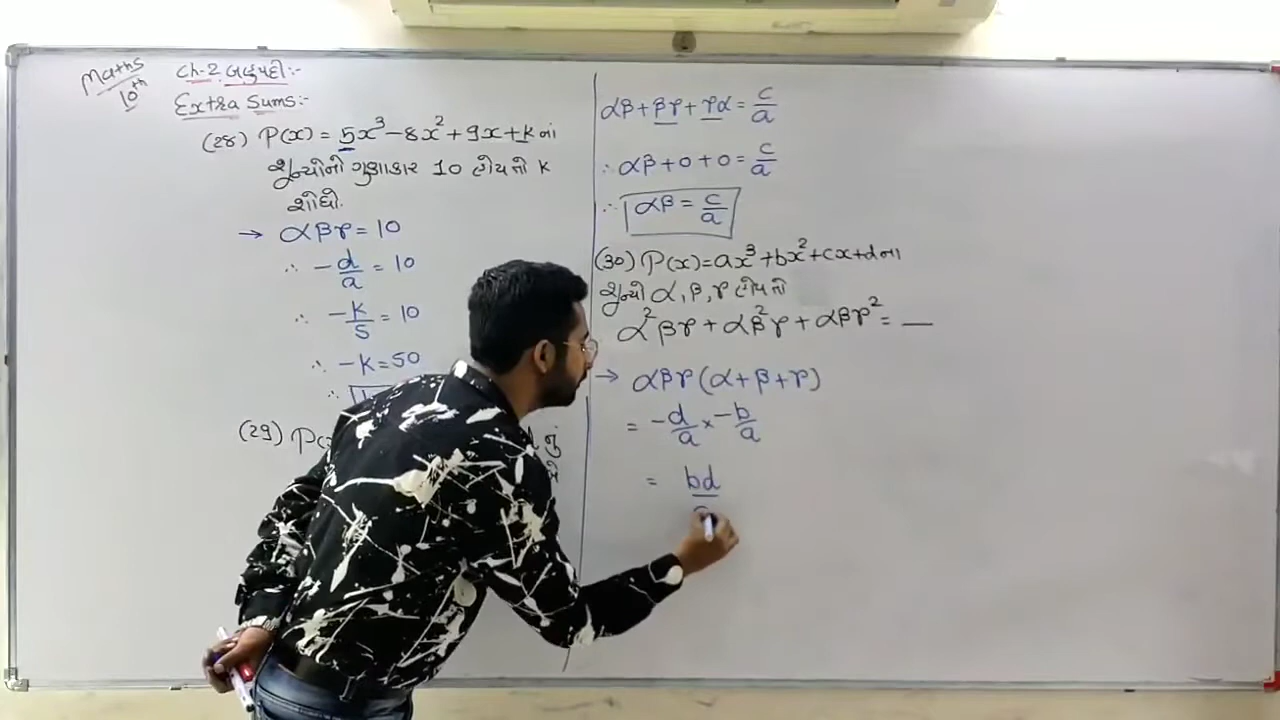 Maths
10th
Ch-2 બહુપદી:-
Extra Sums:-
(28) P(x) = 5x³-8x²+9x+k નાં
શૂન્યોનો ગુણાકાર 10 હોય તો k
શોધો.
→ αβγ = 10
∴ -d/a = 10
∴ -k/5 = 10
∴ -k = 50
∴
(29) P(x
નું
αβ+βγ+γα = c/a
∴ αβ+0+0 = c/a
∴ αβ = c/a
(30) P(x)=ax³+bx²+cx+d ના
શૂન્યો α, β, γ હોય તો
α²βγ + αβ²γ + αβγ² = __
→ αβγ(α+β+γ)
= -d/a × -b/a
= bd